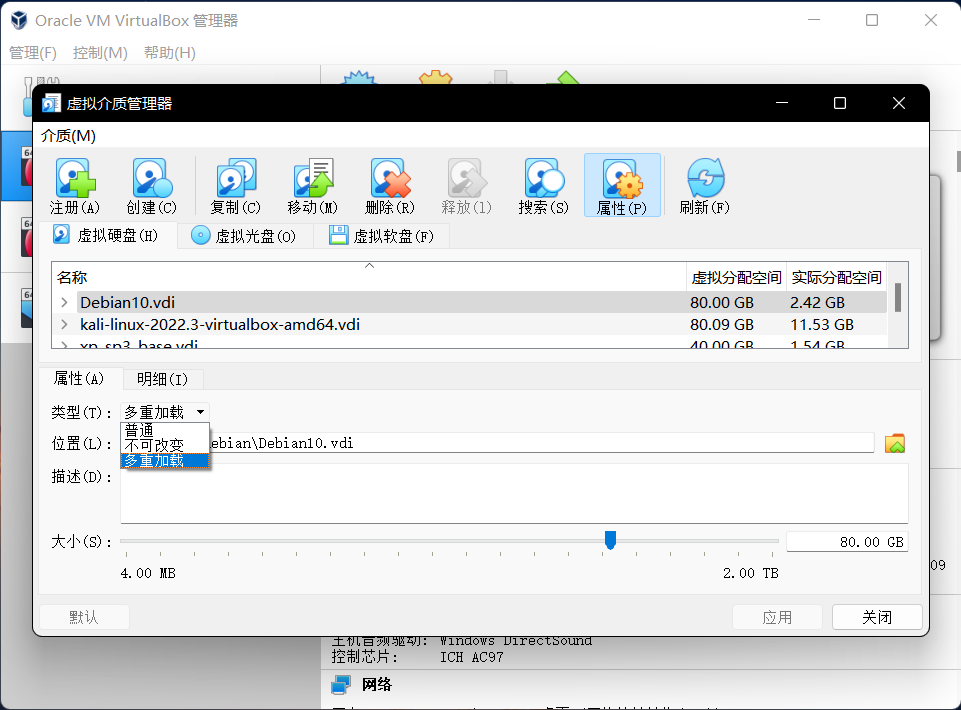 Oracle VM VirtualBox 管理器
管理(F) 控制(M) 帮助(H)
虚拟介质管理器
介质(M)
注册(A) 创建(C) 复制(C) 移动(M) 删除(R) 释放(l) 搜索(S) 属性(P) 刷新(F)
虚拟硬盘(H) 虚拟光盘(O) 虚拟软盘(F)
名称 虚拟分配空间 实际分配空间
Debian10.vdi 80.00 GB 2.42 GB
kali-linux-2022.3-virtualbox-amd64.vdi 80.09 GB 11.53 GB
xp_sp3_base.vdi 40.00 GB 1.54 GB
属性(A) 明细(I)
类型(T): 多重加载
普通
不可改变
多重加载
位置(L): ebian\Debian10.vdi
描述(D):
大小(S): 80.00 GB
4.00 MB 2.00 TB
09
默认 应用 关闭
主机音频驱动: Windows DirectSound
控制芯片: ICH AC97
网络